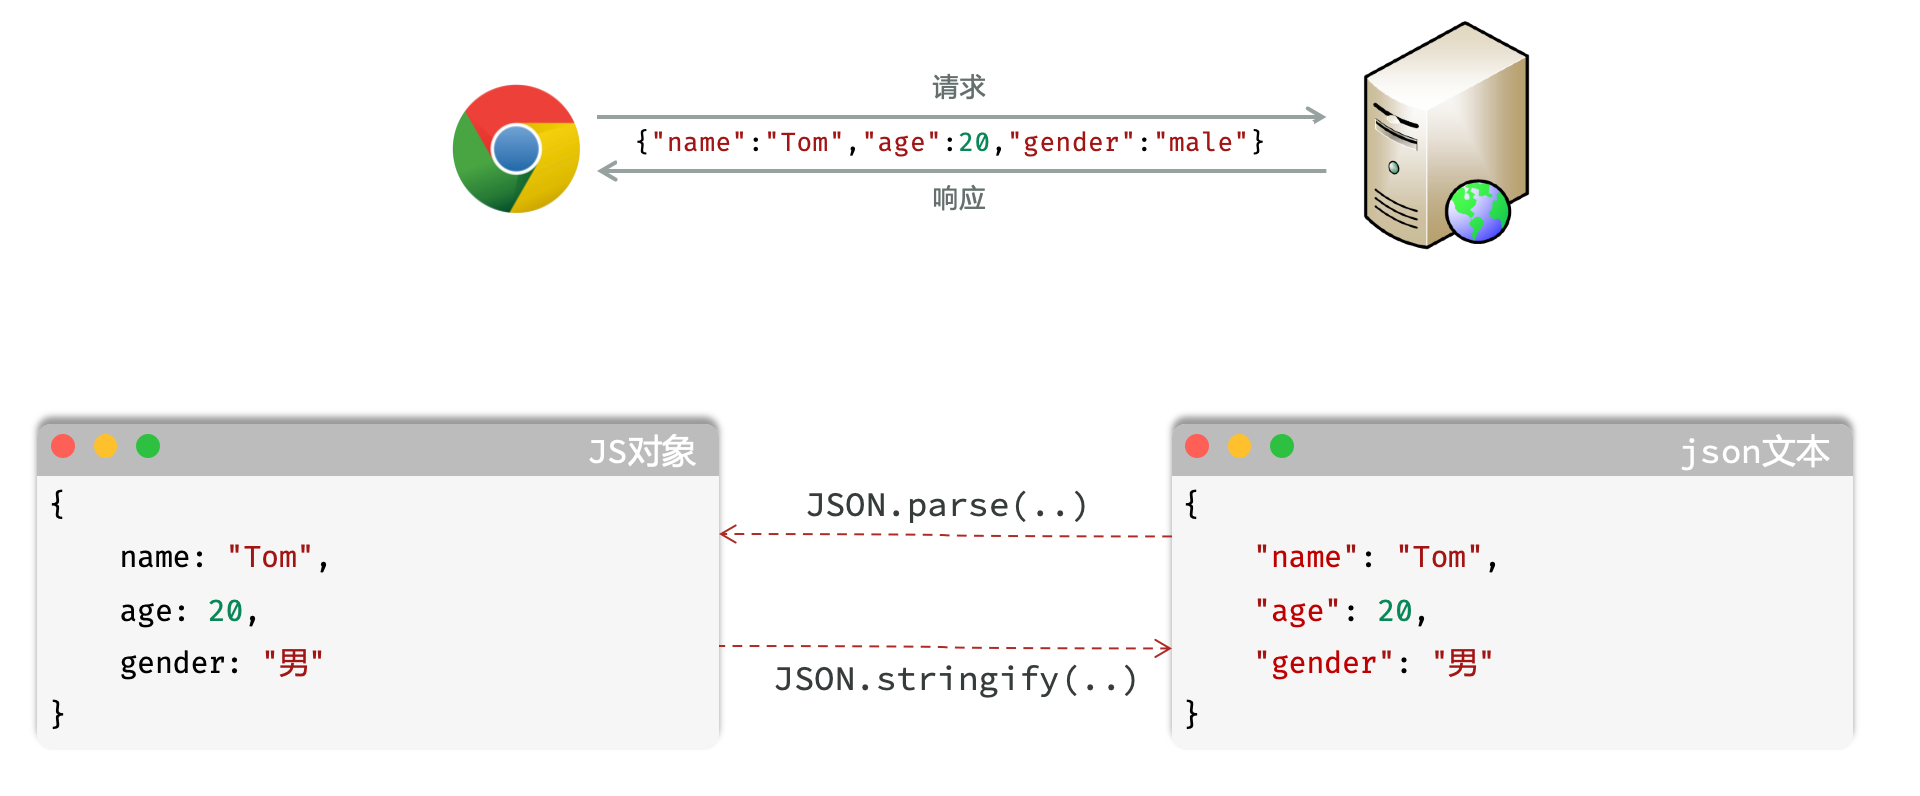 请求
{"name":"Tom","age":20,"gender":"male"}
响应
JS对象
{
name: "Tom",
age: 20,
gender: "男"
}
JSON.parse(..)
JSON.stringify(..)
json文本
{
"name": "Tom",
"age": 20,
"gender": "男"
}